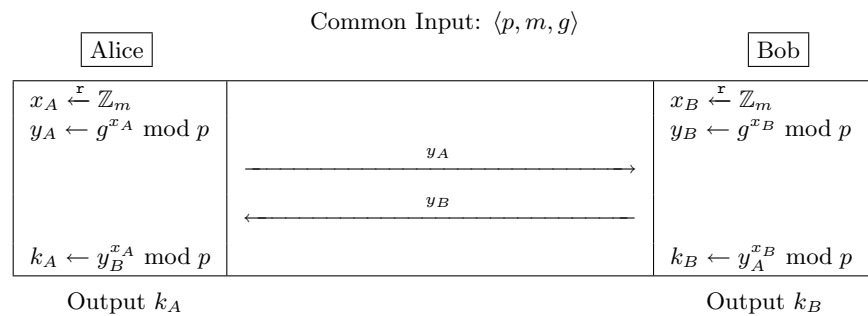 Common Input: ⟨p, m, g⟩
Alice
Bob
x_A ←^r ℤ_m
x_B ←^r ℤ_m
y_A ← g^{x_A} mod p
y_B ← g^{x_B} mod p
y_A
y_B
k_A ← y_B^{x_A} mod p
k_B ← y_A^{x_B} mod p
Output k_A
Output k_B